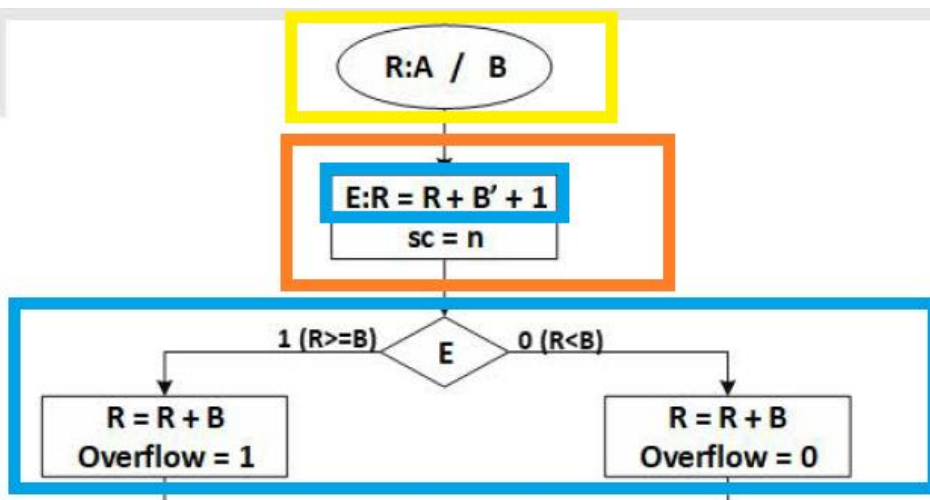 R:A / B
E:R = R + B’ + 1
sc = n
1 (R>=B)
E
0 (R<B)
R = R + B
Overflow = 1
R = R + B
Overflow = 0